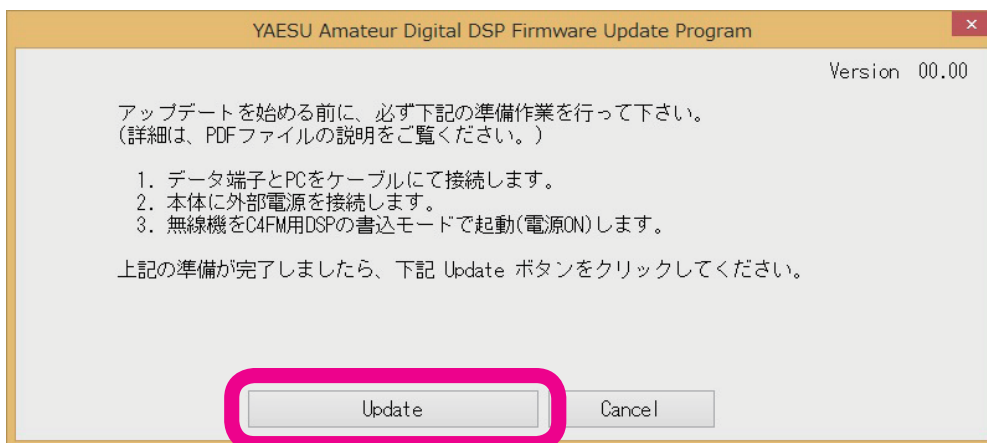 YAESU Amateur Digital DSP Firmware Update Program
×
Version 00.00
アップデートを始める前に、必ず下記の準備作業を行って下さい。
(詳細は、PDFファイルの説明をご覧ください。)
1. データ端子とPCをケーブルにて接続します。
2. 本体に外部電源を接続します。
3. 無線機をC4FM用DSPの書込モードで起動(電源ON)します。
上記の準備が完了しましたら、下記 Update ボタンをクリックしてください。
Update Cancel